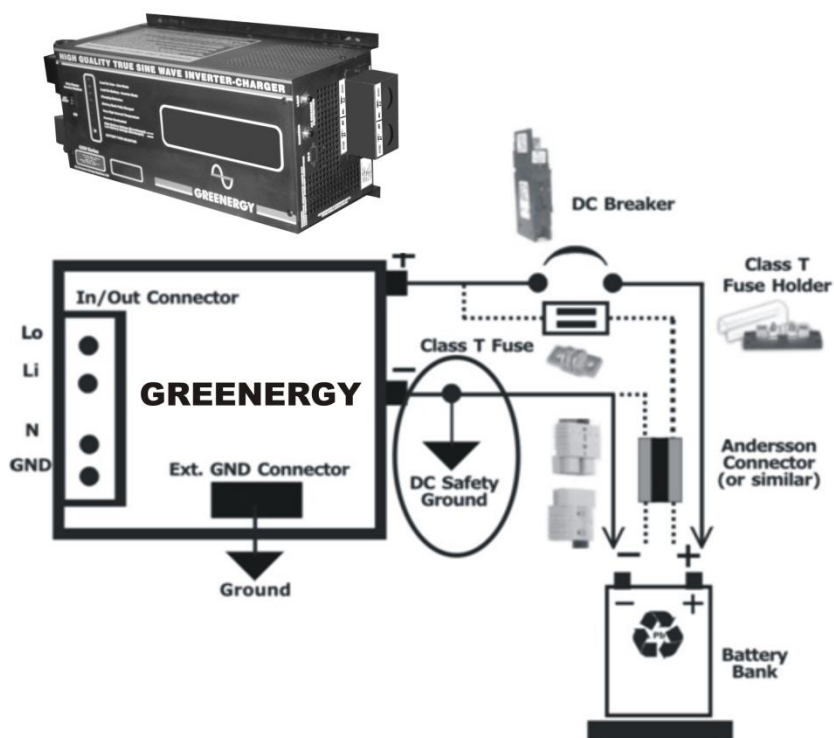 HIGH QUALITY TRUE SINE WAVE INVERTER-CHARGER
GREENERGY
DC Breaker
Class T
Fuse Holder
In/Out Connector
+
Lo
Li
N
GND
Class T Fuse
−
GREENERGY
Ext. GND Connector
DC Safety
Ground
Andersson
Connector
(or similar)
Ground
− +
− +
Pb
Battery
Bank